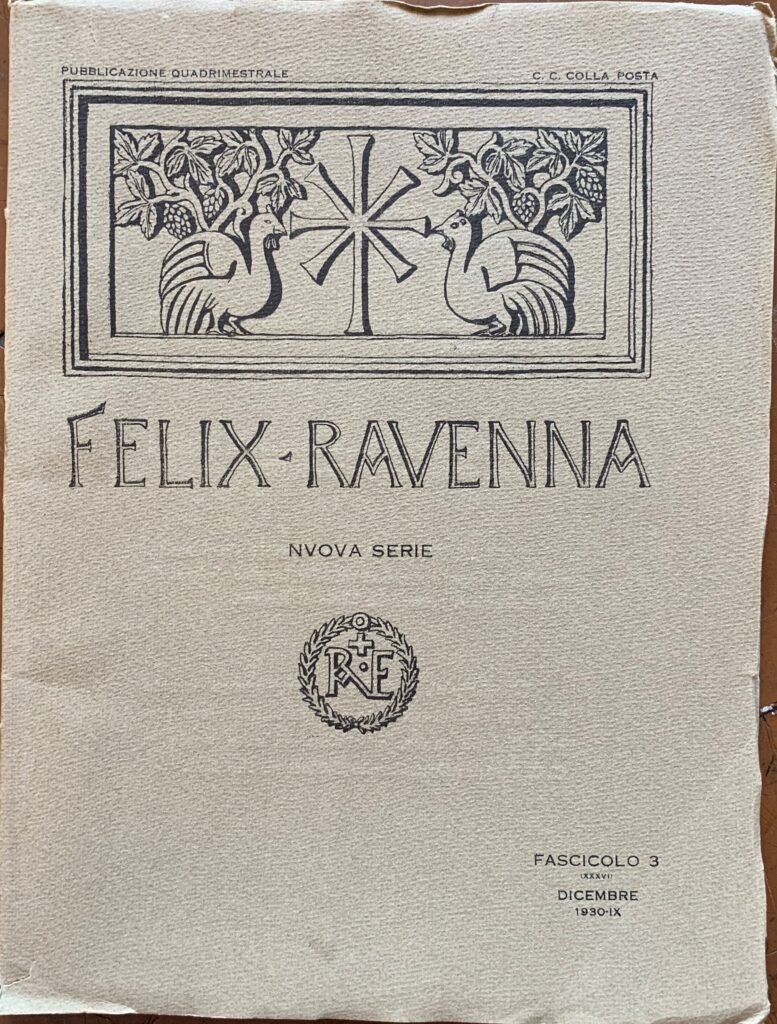 PUBBLICAZIONE QUADRIMESTRALE
C. C. COLLA POSTA
FELIX-RAVENNA
NVOVA SERIE
FASCICOLO 3
(XXXVI)
DICEMBRE
1930-IX